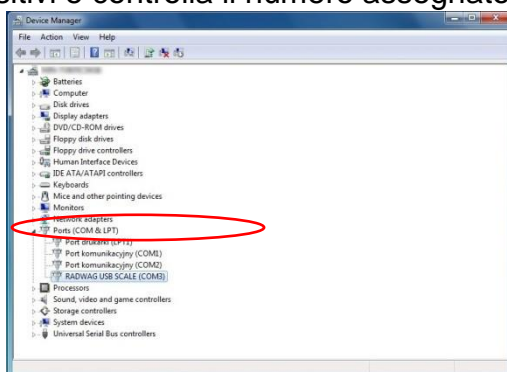 sitivi e controlla il numero assegnato
Device Manager
File Action View Help
Batteries
Computer
Disk drives
Display adapters
DVD/CD-ROM drives
Floppy disk drives
Floppy drive controllers
Human Interface Devices
IDE ATA/ATAPI controllers
Keyboards
Mice and other pointing devices
Monitors
Network adapters
Ports (COM & LPT)
Port drukarki (LPT1)
Port komunikacyjny (COM1)
Port komunikacyjny (COM2)
RADWAG USB SCALE (COM3)
Processors
Sound, video and game controllers
Storage controllers
System devices
Universal Serial Bus controllers